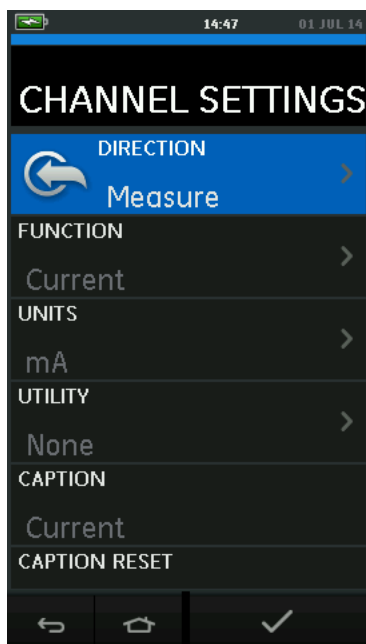 14:47 01 JUL 14
CHANNEL SETTINGS
DIRECTION
Measure
FUNCTION
Current
UNITS
mA
UTILITY
None
CAPTION
Current
CAPTION RESET